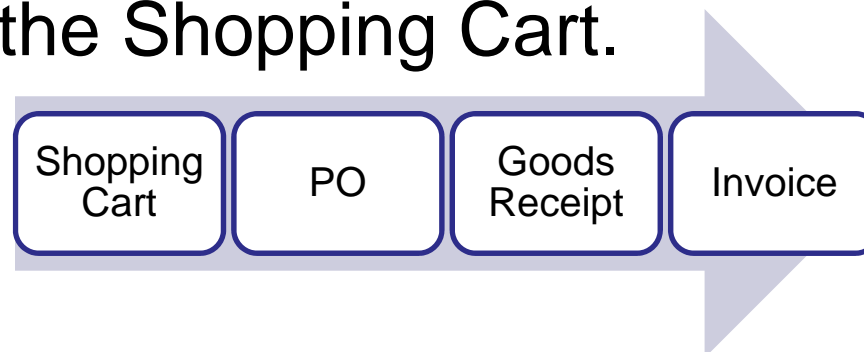 the Shopping Cart.
Shopping
Cart
PO
Goods
Receipt
Invoice